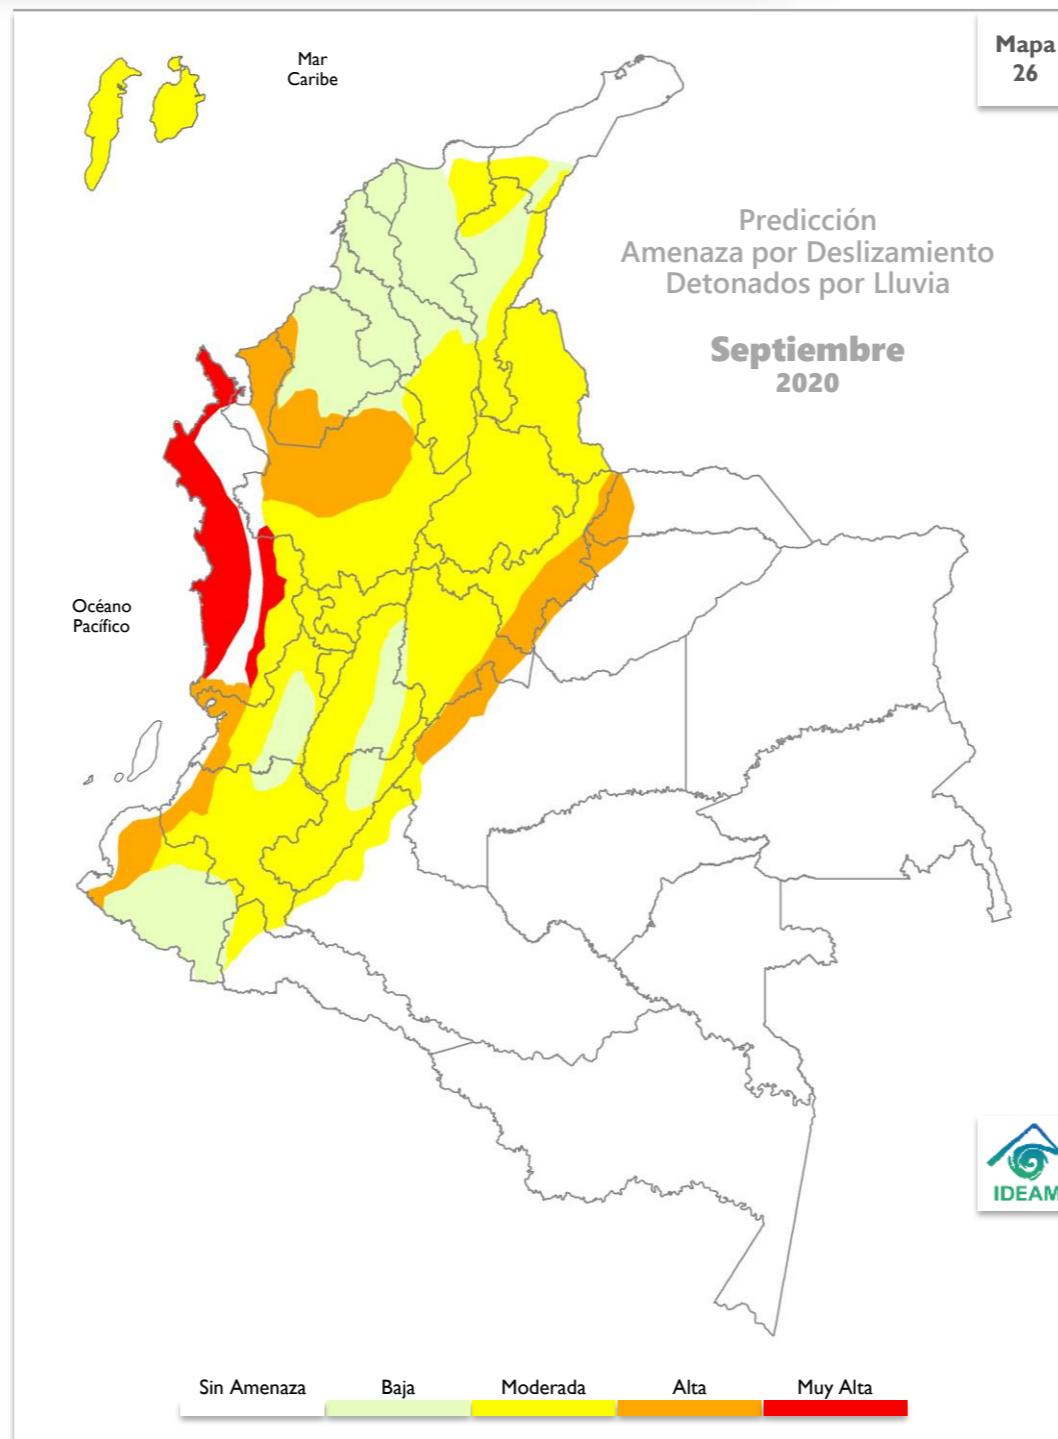 Mapa
26
Mar
Caribe
Predicción
Amenaza por Deslizamiento
Detonados por Lluvia
Septiembre
2020
Océano
Pacífico
IDEAM
Sin Amenaza
Baja
Moderada
Alta
Muy Alta